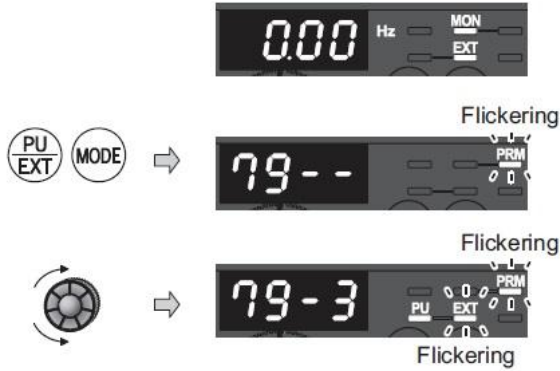 0.00 Hz MON
EXT
Flickering
PU
EXT MODE
79-- PRM
Flickering
79-3 PRM
PU EXT
Flickering